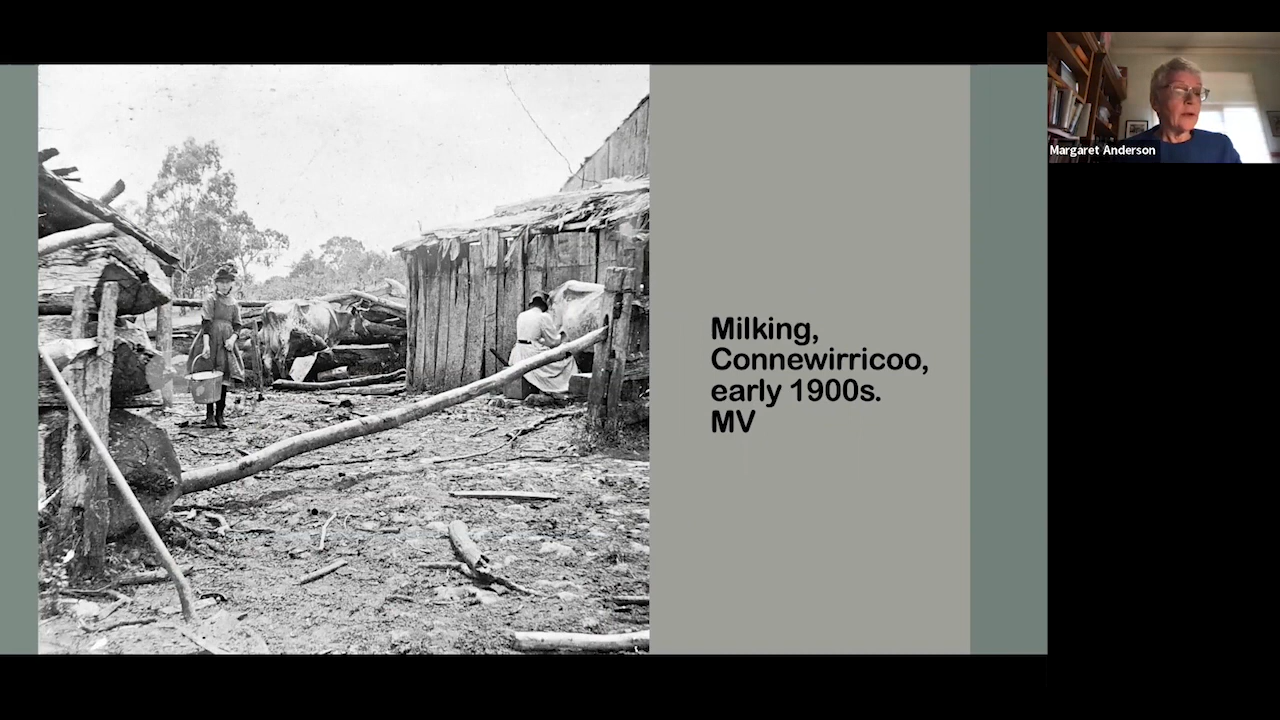 Milking,
Connewirricoo,
early 1900s.
MV
Margaret Anderson